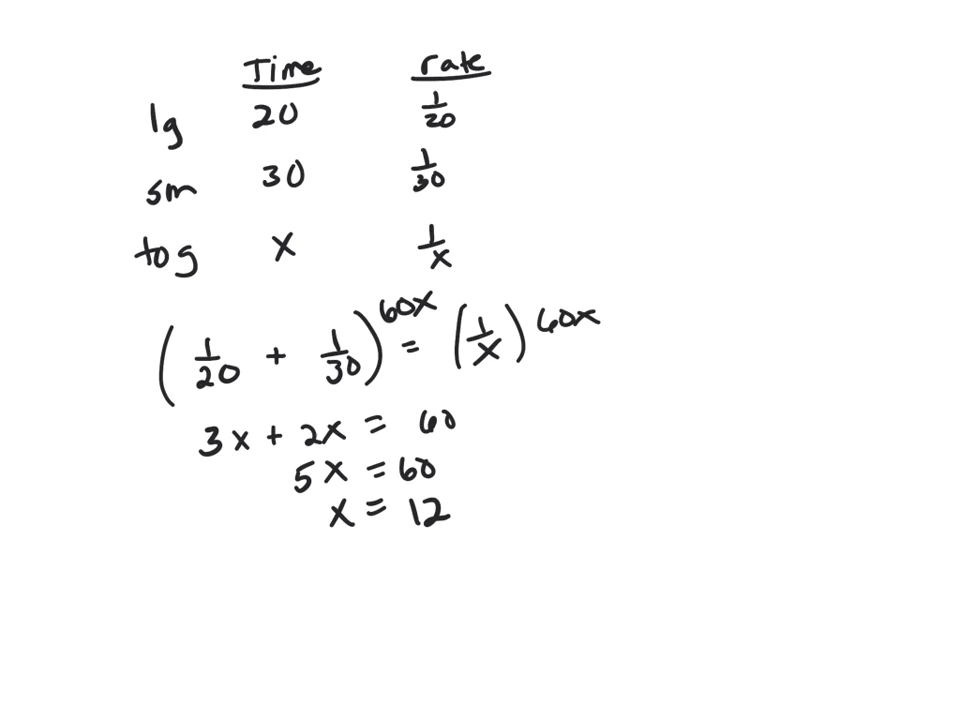 Time rate
lg 20 1/20
sm 30 1/30
tog x 1/x
(1/20 + 1/30)^60x = (1/x)^60x
3x + 2x = 60
5x = 60
x = 12